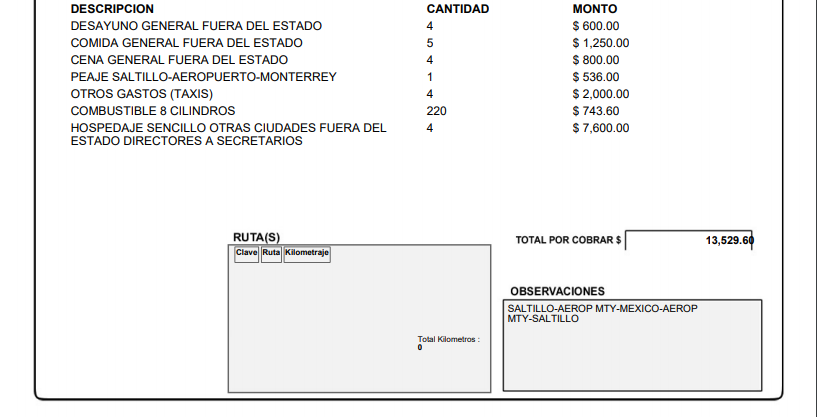 DESCRIPCION CANTIDAD MONTO
DESAYUNO GENERAL FUERA DEL ESTADO 4 $ 600.00
COMIDA GENERAL FUERA DEL ESTADO 5 $ 1,250.00
CENA GENERAL FUERA DEL ESTADO 4 $ 800.00
PEAJE SALTILLO-AEROPUERTO-MONTERREY 1 $ 536.00
OTROS GASTOS (TAXIS) 4 $ 2,000.00
COMBUSTIBLE 8 CILINDROS 220 $ 743.60
HOSPEDAJE SENCILLO OTRAS CIUDADES FUERA DEL 4 $ 7,600.00
ESTADO DIRECTORES A SECRETARIOS
RUTA(S)
Clave Ruta Kilometraje
Total Kilometros :
0
TOTAL POR COBRAR $ 13,529.60
OBSERVACIONES
SALTILLO-AEROP MTY-MEXICO-AEROP
MTY-SALTILLO